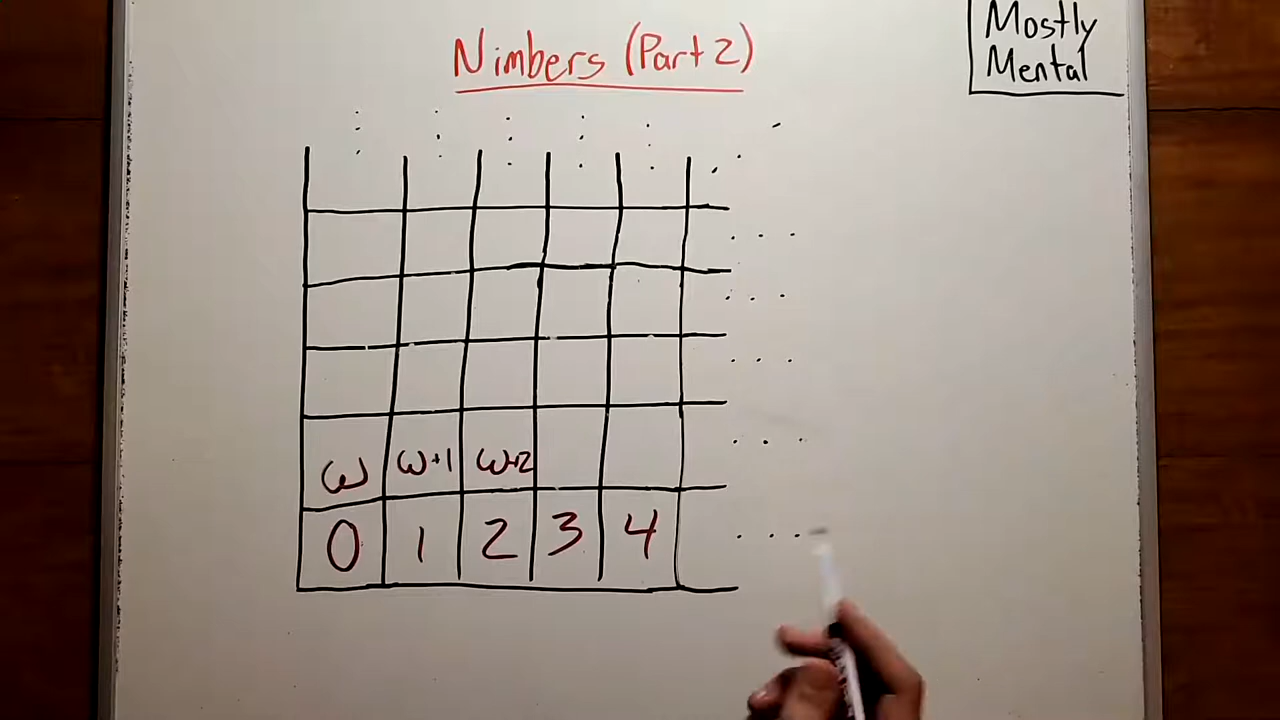 Nimbers (Part 2)
Mostly
Mental
ω ω+1 ω+2
0 1 2 3 4